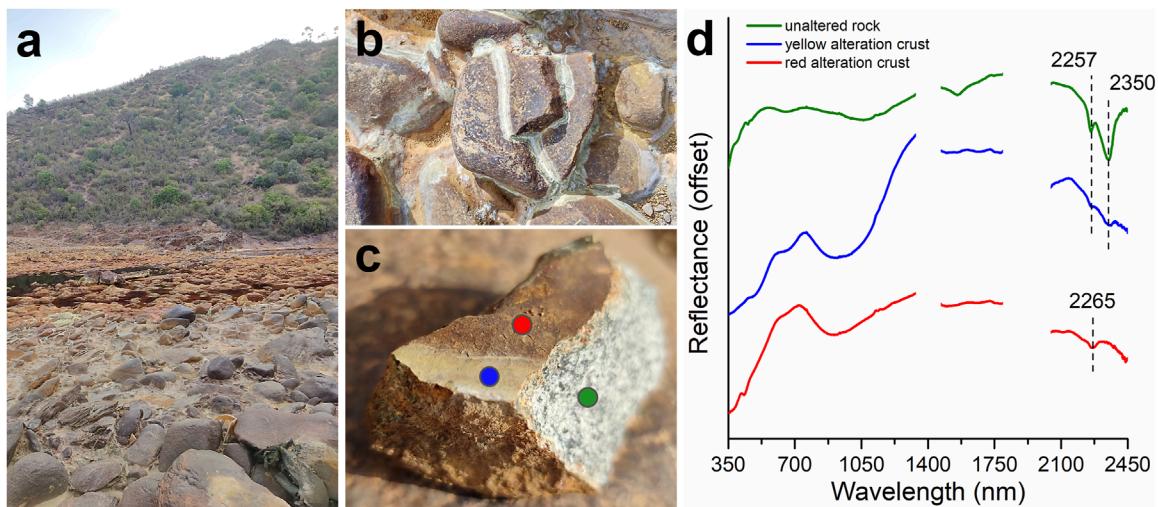 a
b
c
d
unaltered rock
yellow alteration crust
red alteration crust
2257
2350
2265
Reflectance (offset)
350 700 1050 1400 1750 2100 2450
Wavelength (nm)